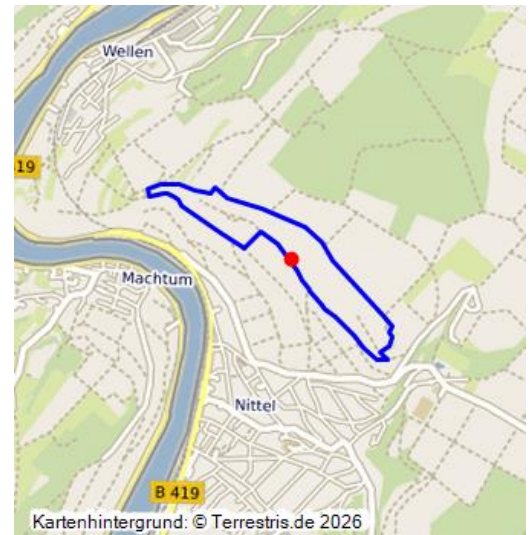 Wellen
19
Machtum
Nittel
B 419
Kartenhintergrund: © Terrestris.de 2026